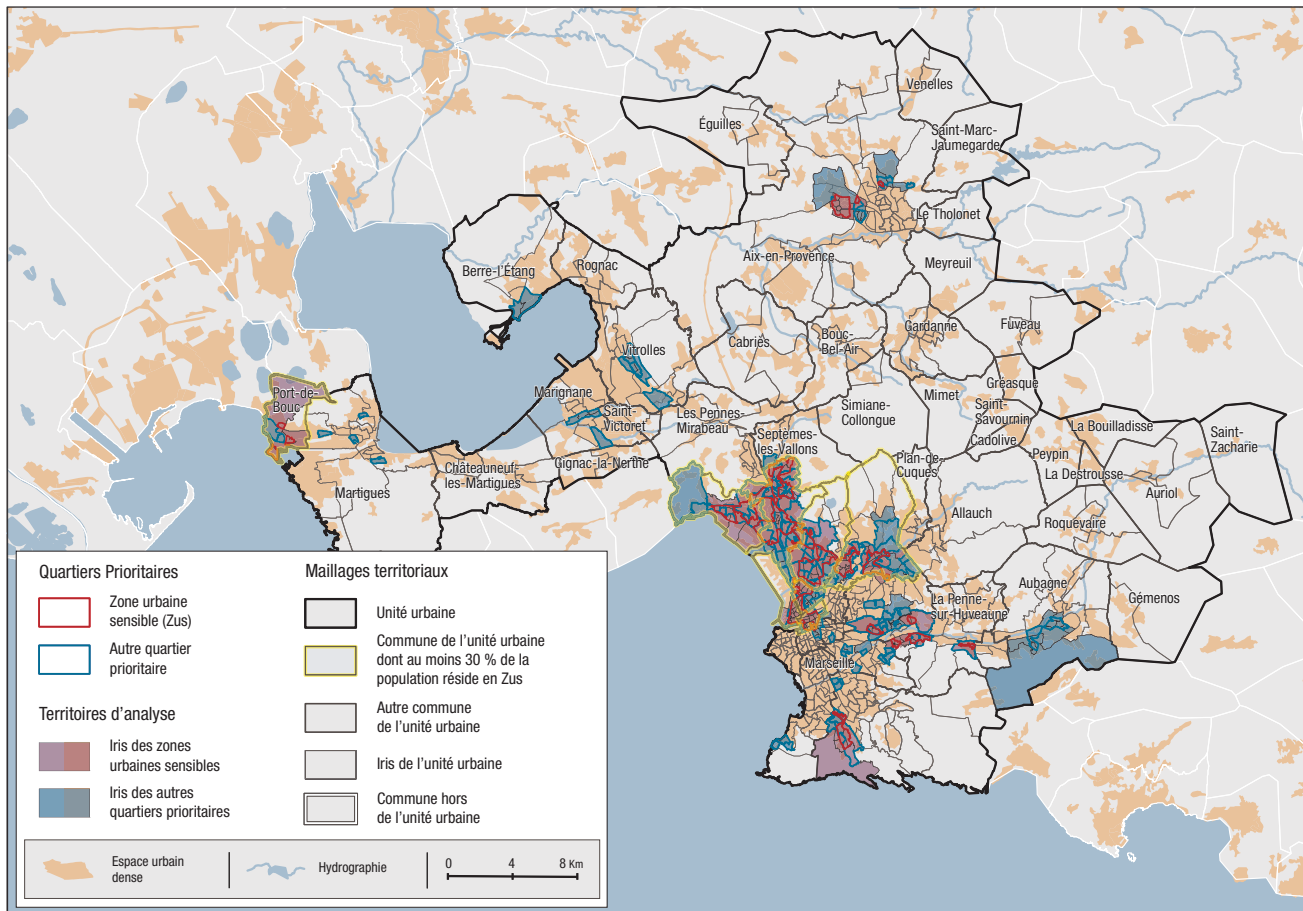 Venelles
Éguilles
Saint-Marc-
Jaumegarde
Le Tholonet
Aix-en-Provence
Meyreuil
Berre-l'Étang
Rognac
Fuveau
Gardanne
Bouc-
Bel-Air
Cabriès
Vitrolles
Gréasque
Mimet
Port-de-
Bouc
Marignane
Saint-
Victoret
Les Pennes-
Mirabeau
Simiane-
Collongue
Saint-
Savournin
Cadolive
La Bouilladisse
Saint-
Zacharie
Septèmes-
les-Vallons
Plan-de-
Cuques
Peypin
La Destrousse
Gignac-la-Nerthe
Châteauneuf-
les-Martigues
Martigues
Auriol
Allauch
Roquevaire
Aubagne
Gémenos
La Penne-
sur-Huveaune
Marseille
Quartiers Prioritaires
Zone urbaine
sensible (Zus)
Autre quartier
prioritaire
Territoires d'analyse
Iris des zones
urbaines sensibles
Iris des autres
quartiers prioritaires
Maillages territoriaux
Unité urbaine
Commune de l'unité urbaine
dont au moins 30 % de la
population réside en Zus
Autre commune
de l'unité urbaine
Iris de l'unité urbaine
Commune hors
de l'unité urbaine
Espace urbain
dense
Hydrographie
0 4 8 Km